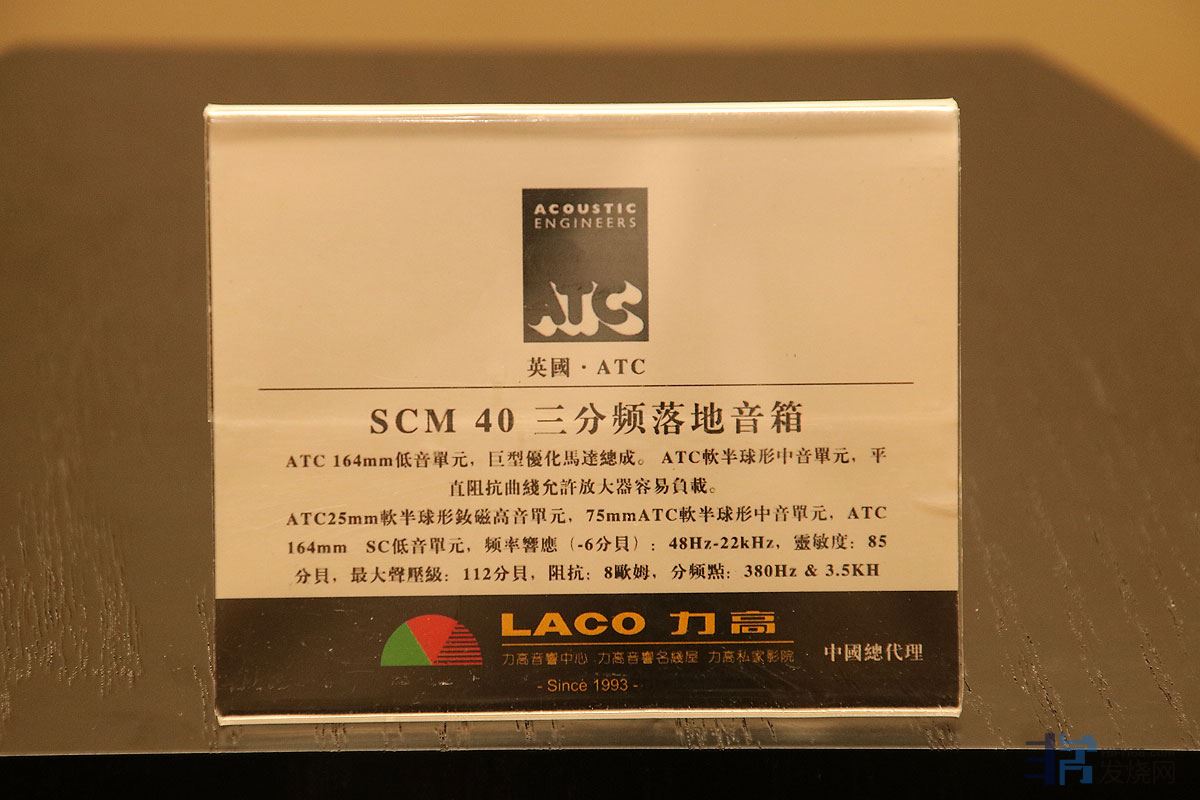 ACOUSTIC
ENGINEERS
ATC
英國·ATC
SCM 40 三分频落地音箱
ATC 164mm低音單元，巨型優化馬達總成。ATC軟半球形中音單元，平
直阻抗曲綫允許放大器容易負載。
ATC25mm軟半球形釹磁高音單元，75mmATC軟半球形中音單元，ATC
164mm SC低音單元，频率響應（-6分貝）：48Hz-22kHz，靈敏度：85
分貝，最大聲壓級：112分貝，阻抗：8歐姆，分频點：380Hz & 3.5KH
LACO 力高
力高音響中心 力高音響名綫屋 力高私家影院
中國總代理
- Since 1993 -
发烧网